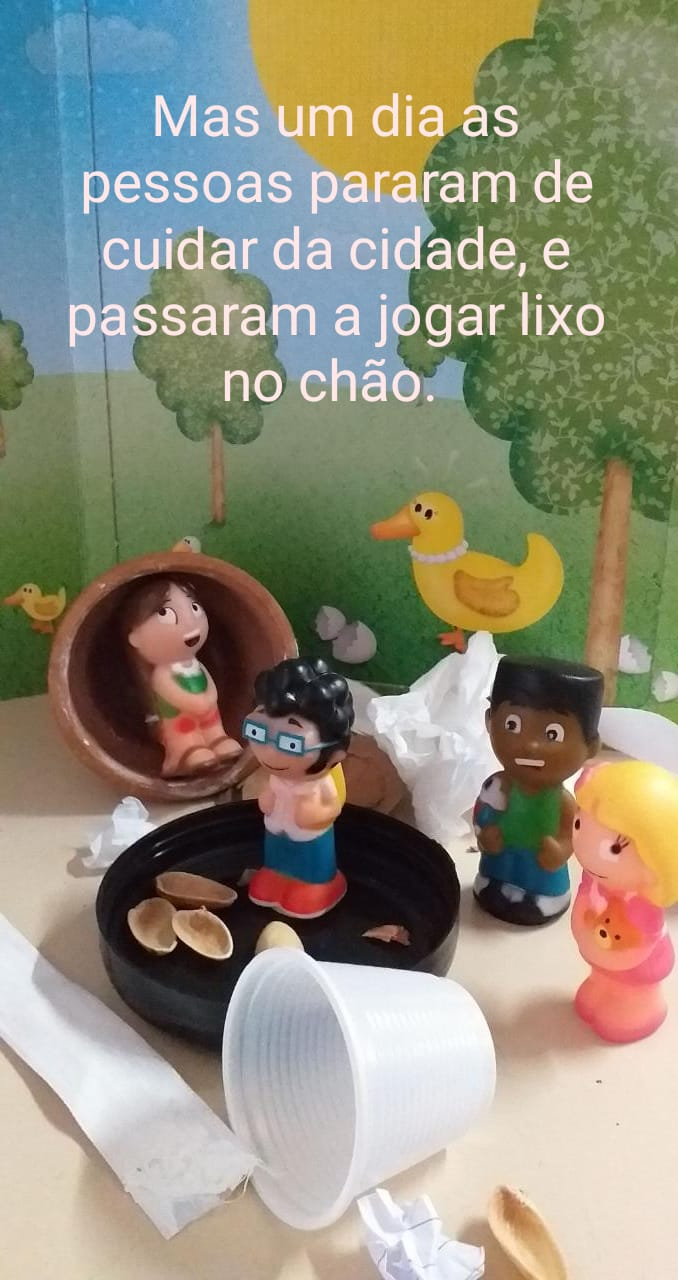 Mas um dia as
pessoas pararam de
cuidar da cidade, e
passaram a jogar lixo
no chão.